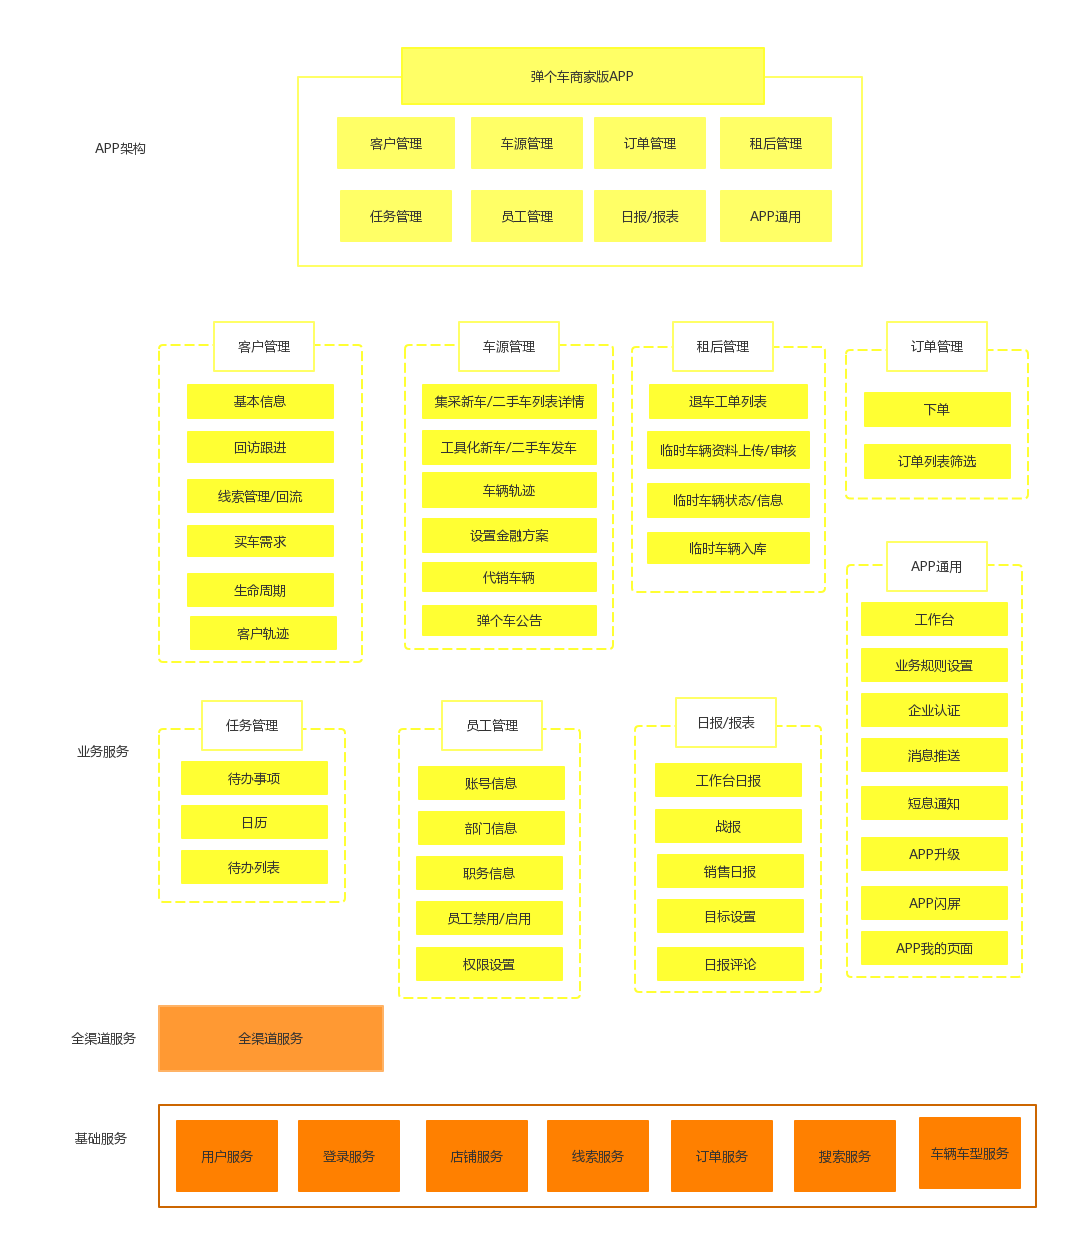 弹个车商家版APP
APP架构
客户管理
车源管理
订单管理
租后管理
任务管理
员工管理
日报/报表
APP通用
业务服务
客户管理
基本信息
回访跟进
线索管理/回流
买车需求
生命周期
客户轨迹
车源管理
集采新车/二手车列表详情
工具化新车/二手车发车
车辆轨迹
设置金融方案
代销车辆
弹个车公告
租后管理
退车工单列表
临时车辆资料上传/审核
临时车辆状态/信息
临时车辆入库
订单管理
下单
订单列表筛选
任务管理
待办事项
日历
待办列表
员工管理
账号信息
部门信息
职务信息
员工禁用/启用
权限设置
日报/报表
工作台日报
战报
销售日报
目标设置
日报评论
APP通用
工作台
业务规则设置
企业认证
消息推送
短息通知
APP升级
APP闪屏
APP我的页面
全渠道服务
全渠道服务
基础服务
用户服务
登录服务
店铺服务
线索服务
订单服务
搜索服务
车辆车型服务